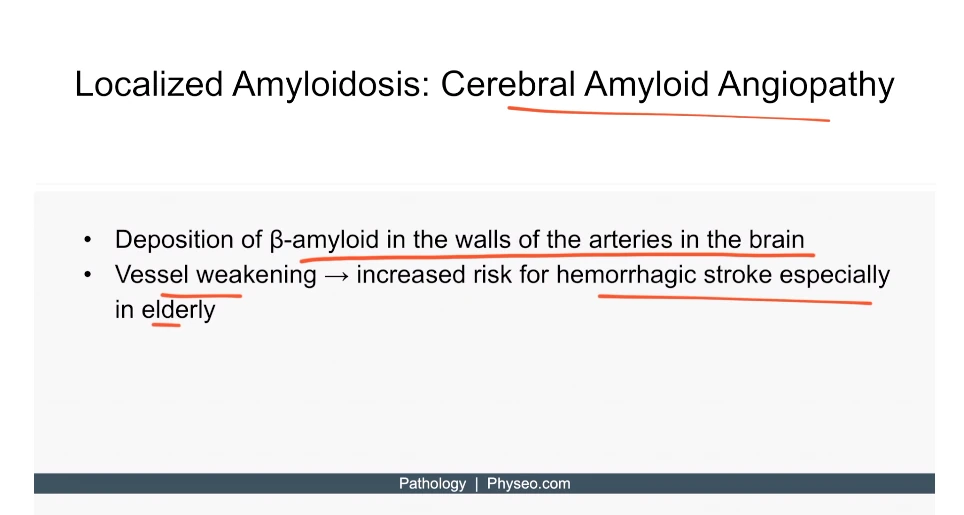 Localized Amyloidosis: Cerebral Amyloid Angiopathy
• Deposition of β-amyloid in the walls of the arteries in the brain
• Vessel weakening → increased risk for hemorrhagic stroke especially
in elderly
Pathology | Physeo.com